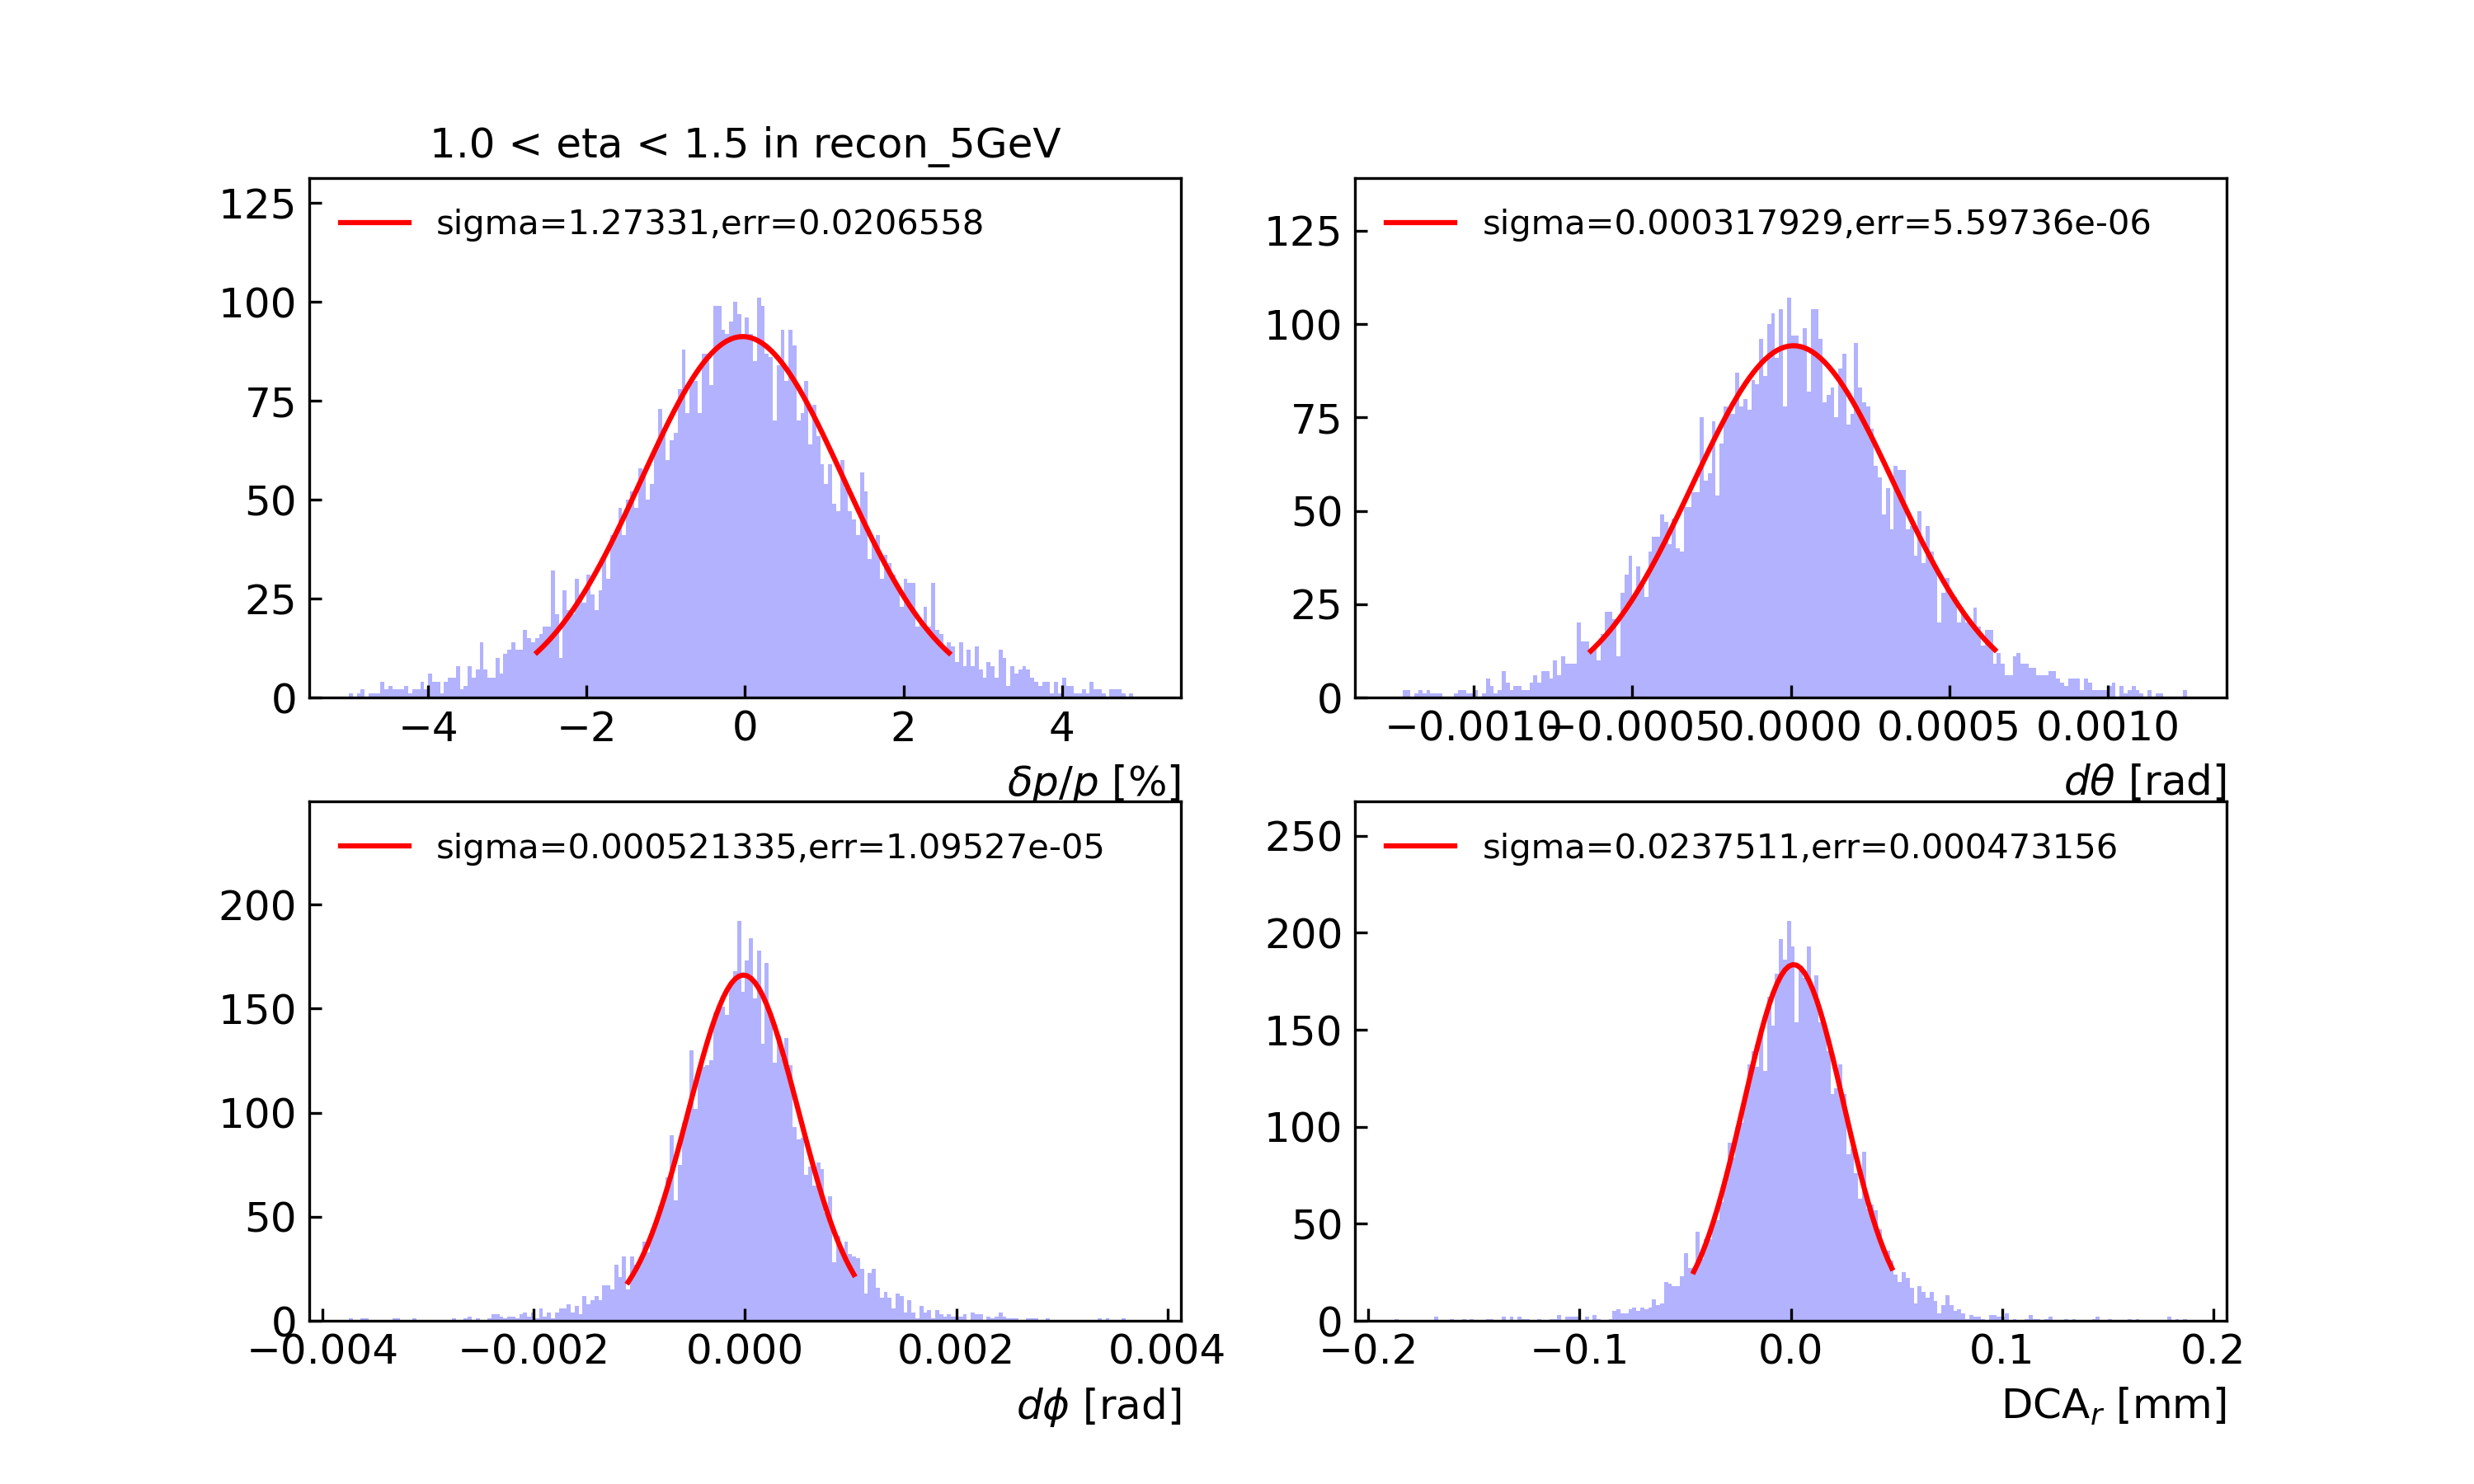 1.0 < eta < 1.5 in recon_5GeV
sigma=1.27331,err=0.0206558
125
100
75
50
25
0
−4 −2 0 2 4
δp/p [%]
sigma=0.000317929,err=5.59736e-06
125
100
75
50
25
0
−0.0010 −0.0005 0.0000 0.0005 0.0010
dθ [rad]
sigma=0.000521335,err=1.09527e-05
200
150
100
50
0
−0.004 −0.002 0.000 0.002 0.004
dϕ [rad]
sigma=0.0237511,err=0.000473156
250
200
150
100
50
0
−0.2 −0.1 0.0 0.1 0.2
DCAr [mm]